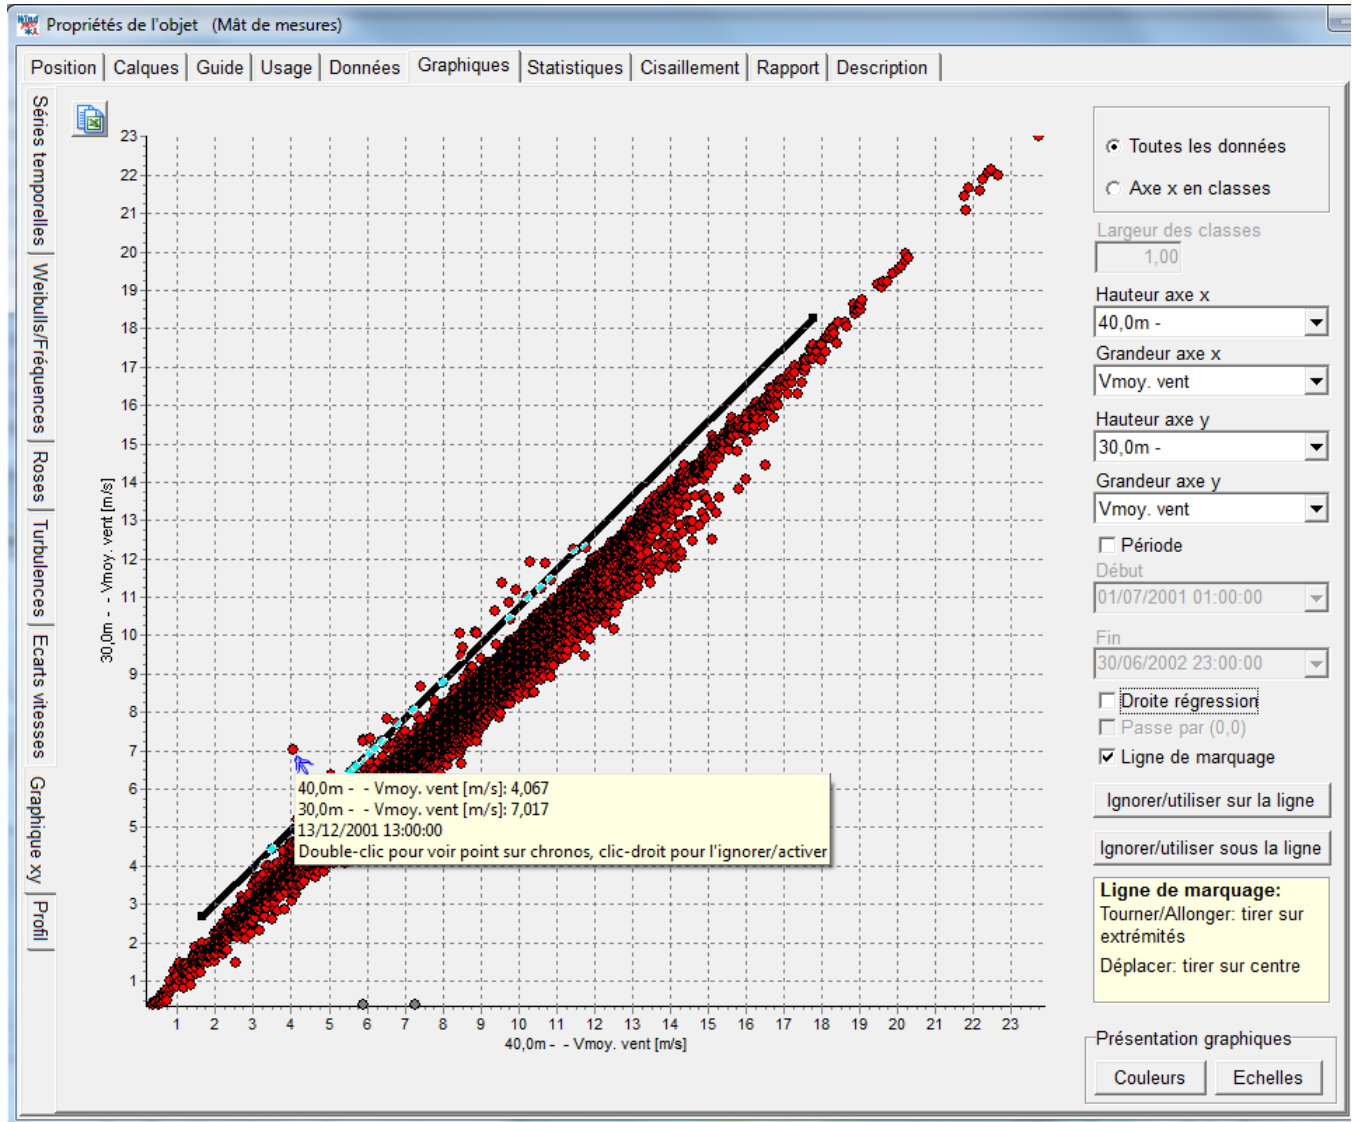 Propriétés de l'objet   (Mât de mesures)
Position Calques Guide Usage Données Graphiques Statistiques Cisaillement Rapport Description
Séries temporelles
Weibulls/Fréquences
Roses
Turbulences
Ecarts vitesses
Graphique xy
Profil
30,0m -  - Vmoy. vent [m/s]
23
22
21
20
19
18
17
16
15
14
13
12
11
10
9
8
7
6
5
4
3
2
1
40,0m -  - Vmoy. vent [m/s]: 4,067
30,0m -  - Vmoy. vent [m/s]: 7,017
13/12/2001 13:00:00
Double-clic pour voir point sur chronos, clic-droit pour l'ignorer/activer
1 2 3 4 5 6 7 8 9 10 11 12 13 14 15 16 17 18 19 20 21 22 23
40,0m -  - Vmoy. vent [m/s]
Toutes les données
Axe x en classes
Largeur des classes
1,00
Hauteur axe x
40,0m -
Grandeur axe x
Vmoy. vent
Hauteur axe y
30,0m -
Grandeur axe y
Vmoy. vent
Période
Début
01/07/2001 01:00:00
Fin
30/06/2002 23:00:00
Droite régression
Passe par (0,0)
Ligne de marquage
Ignorer/utiliser sur la ligne
Ignorer/utiliser sous la ligne
Ligne de marquage:
Tourner/Allonger: tirer sur
extrémités
Déplacer: tirer sur centre
Présentation graphiques
Couleurs Echelles